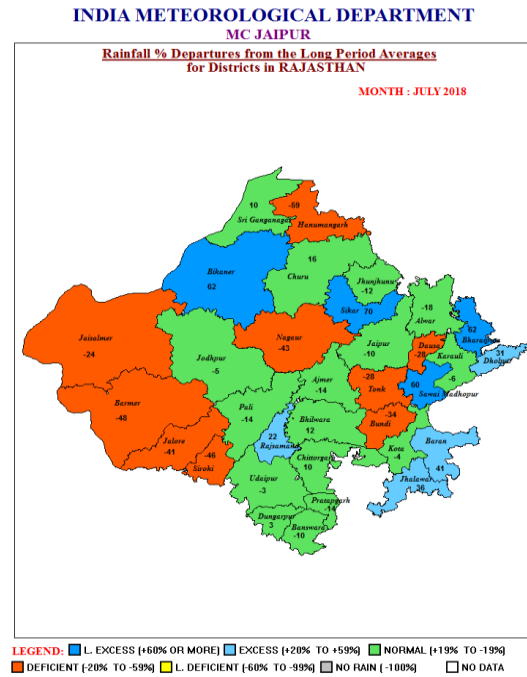 INDIA METEOROLOGICAL DEPARTMENT
MC JAIPUR
Rainfall % Departures from the Long Period Averages
for Districts in RAJASTHAN
MONTH : JULY 2018
10
Sri Ganganagar
-59
Hanumangarh
Bikaner
62
16
Churu
Jhunjhunu
-12
Sikar 70
-18
Alwar
62
Bharatpur
Jaisalmer
-24
Jodhpur
-5
Nagaur
-43
Jaipur
-10
Dausa
-28
31
Dholpur
Karauli
-6
Barmer
-48
Ajmer
-14
-28
Tonk
60
Sawai Madhopur
Pali
-14
Bhilwara
12
-34
Bundi
22
Rajsamand
Baran
41
Jalore
-41
-46
Sirohi
Chittorgarh
10
Kota
-4
Jhalawar
36
Udaipur
-3
Pratapgarh
-14
Dungarpur
3
Banswara
-10
LEGEND: L. EXCESS (+60% OR MORE) EXCESS (+20% TO +59%) NORMAL (+19% TO -19%)
DEFICIENT (-20% TO -59%) L. DEFICIENT (-60% TO -99%) NO RAIN (-100%) NO DATA